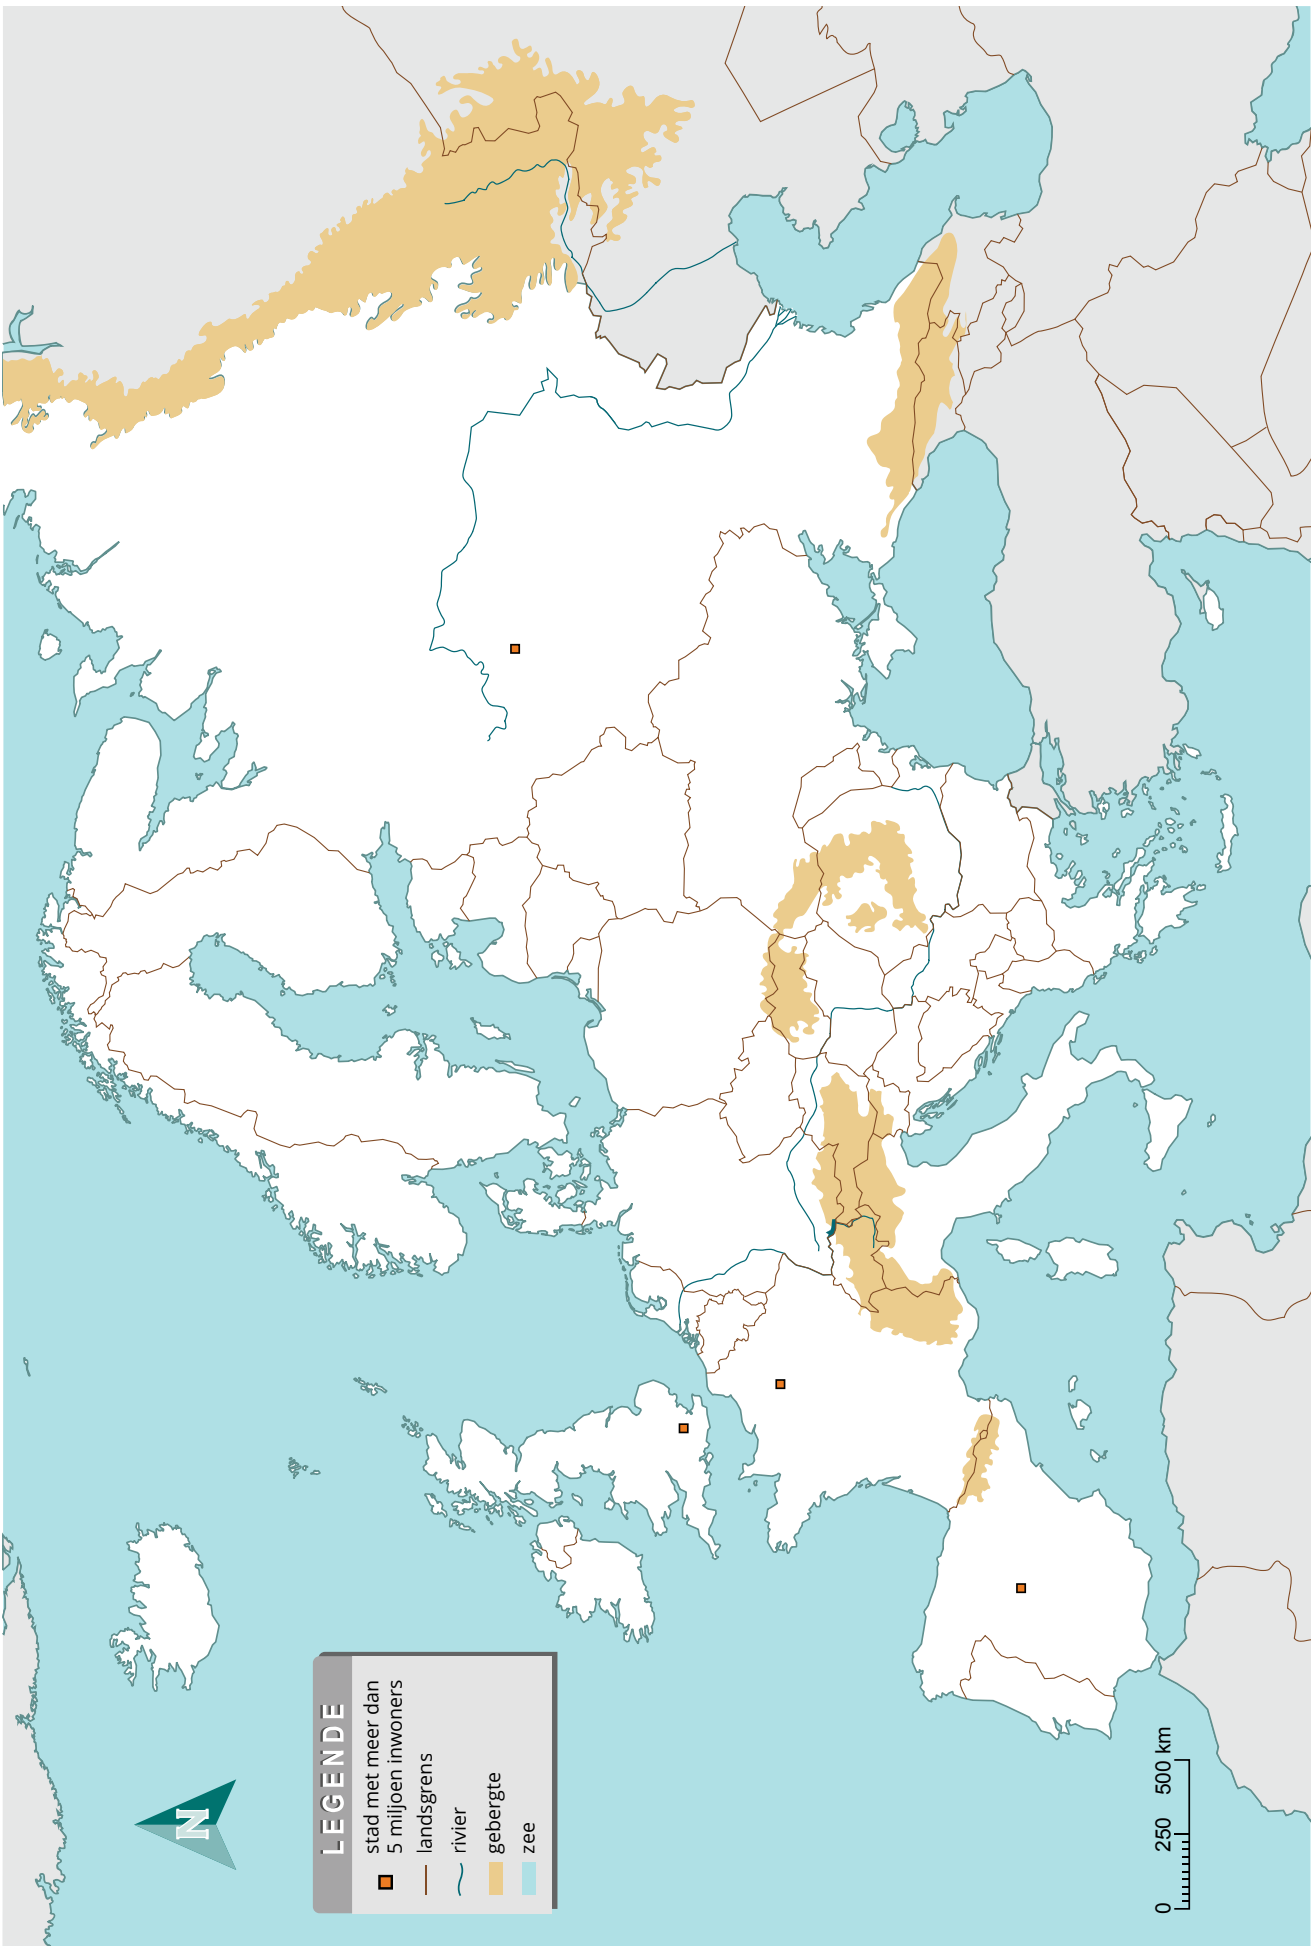 N
LEGENDE
stad met meer dan
5 miljoen inwoners
landsgrens
rivier
gebergte
zee
0 250 500 km